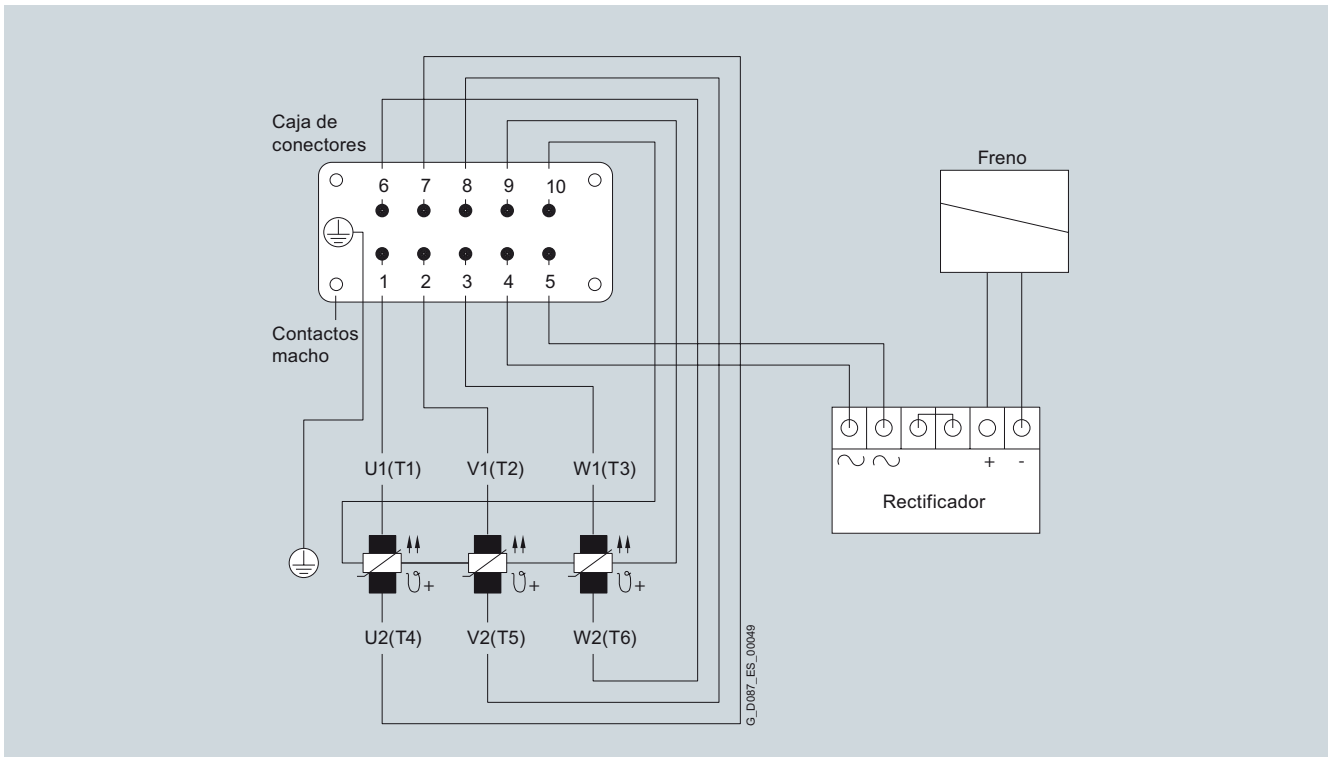 Caja de
conectores
6 7 8 9 10
1 2 3 4 5
Contactos
macho
Freno
+ -
Rectificador
U1(T1) V1(T2) W1(T3)
ϑ+ ϑ+ ϑ+
U2(T4) V2(T5) W2(T6)
G_D087_ES_00049